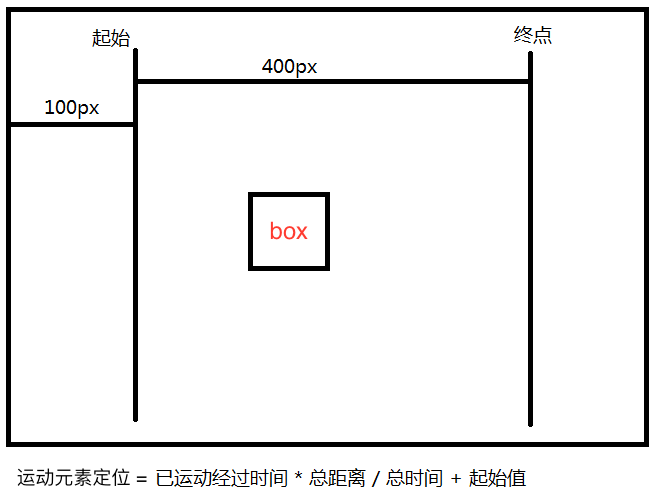 起始
终点
400px
100px
box
运动元素定位 = 已运动经过时间 * 总距离 / 总时间 + 起始值